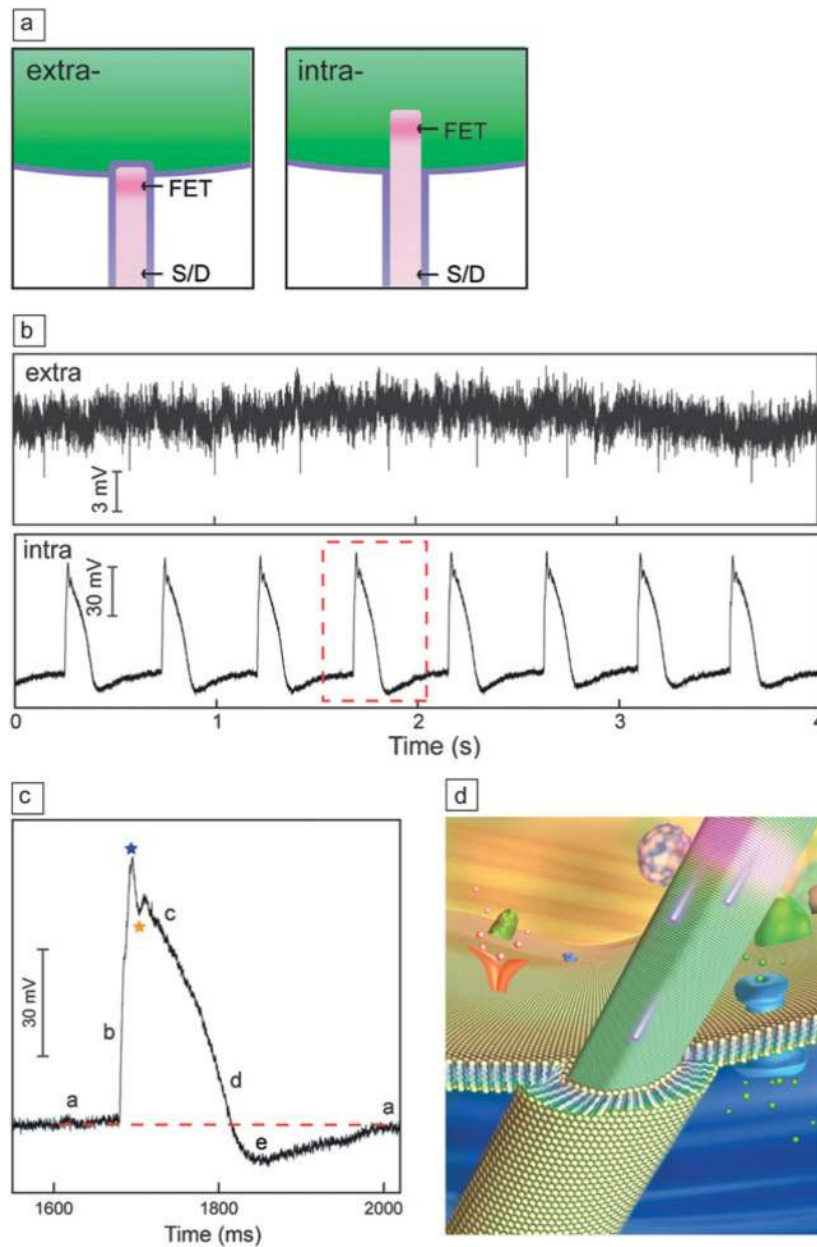 a
extra-
FET
S/D
intra-
FET
S/D
b
extra
3 mV
intra
30 mV
0 1 2 3 4
Time (s)
c
30 mV
a
b
c
d
e
a
1600 1800 2000
Time (ms)
d